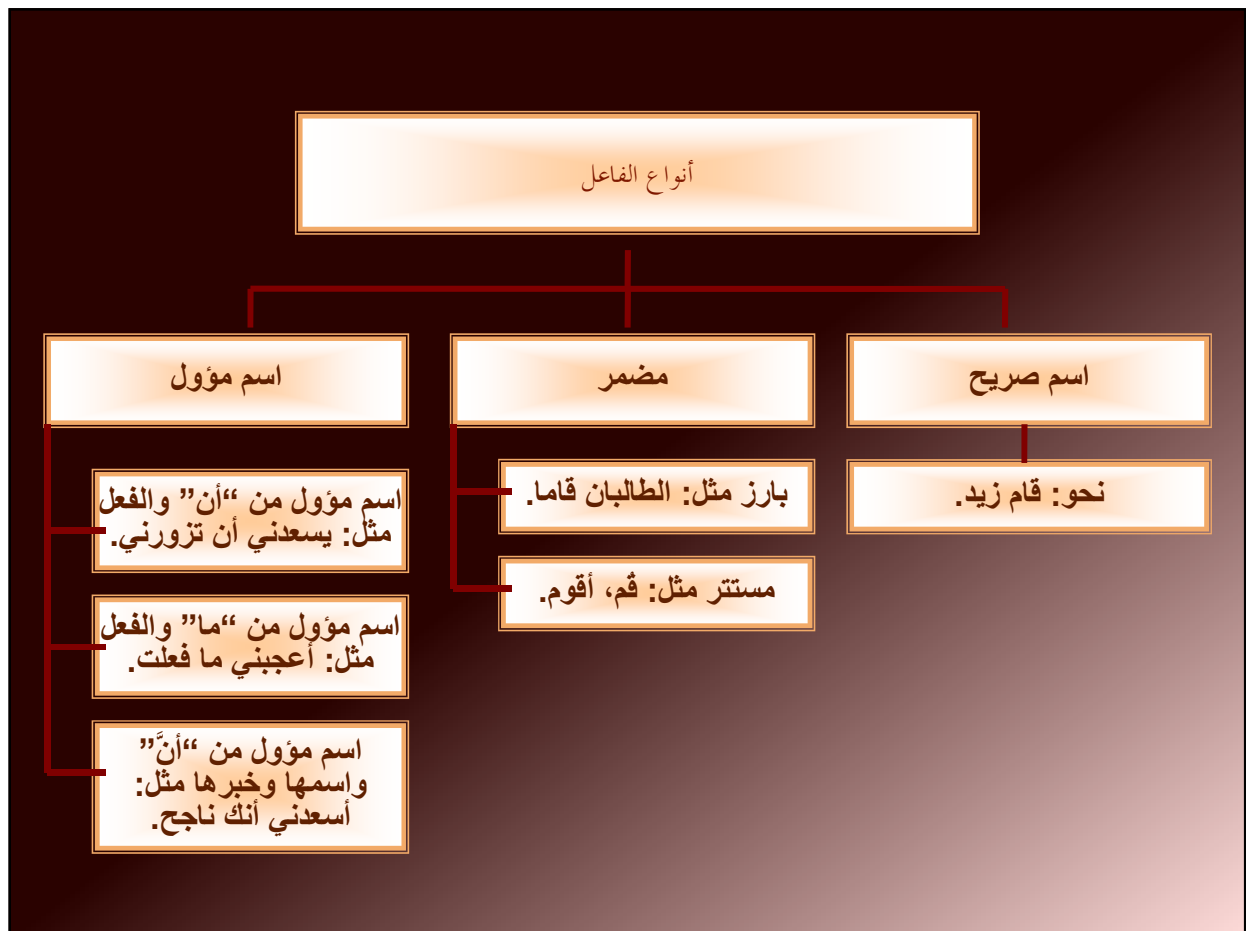 أنواع الفاعل
اسم صريح
مضمر
اسم مؤول
نحو: قام زيد.
بارز مثل: الطالبان قاما.
مستتر مثل: قُم، أقوم.
اسم مؤول من “أن” والفعل
مثل: يسعدني أن تزورني.
اسم مؤول من “ما” والفعل
مثل: أعجبني ما فعلت.
اسم مؤول من “أنَّ”
واسمها وخبرها مثل:
أسعدني أنك ناجح.